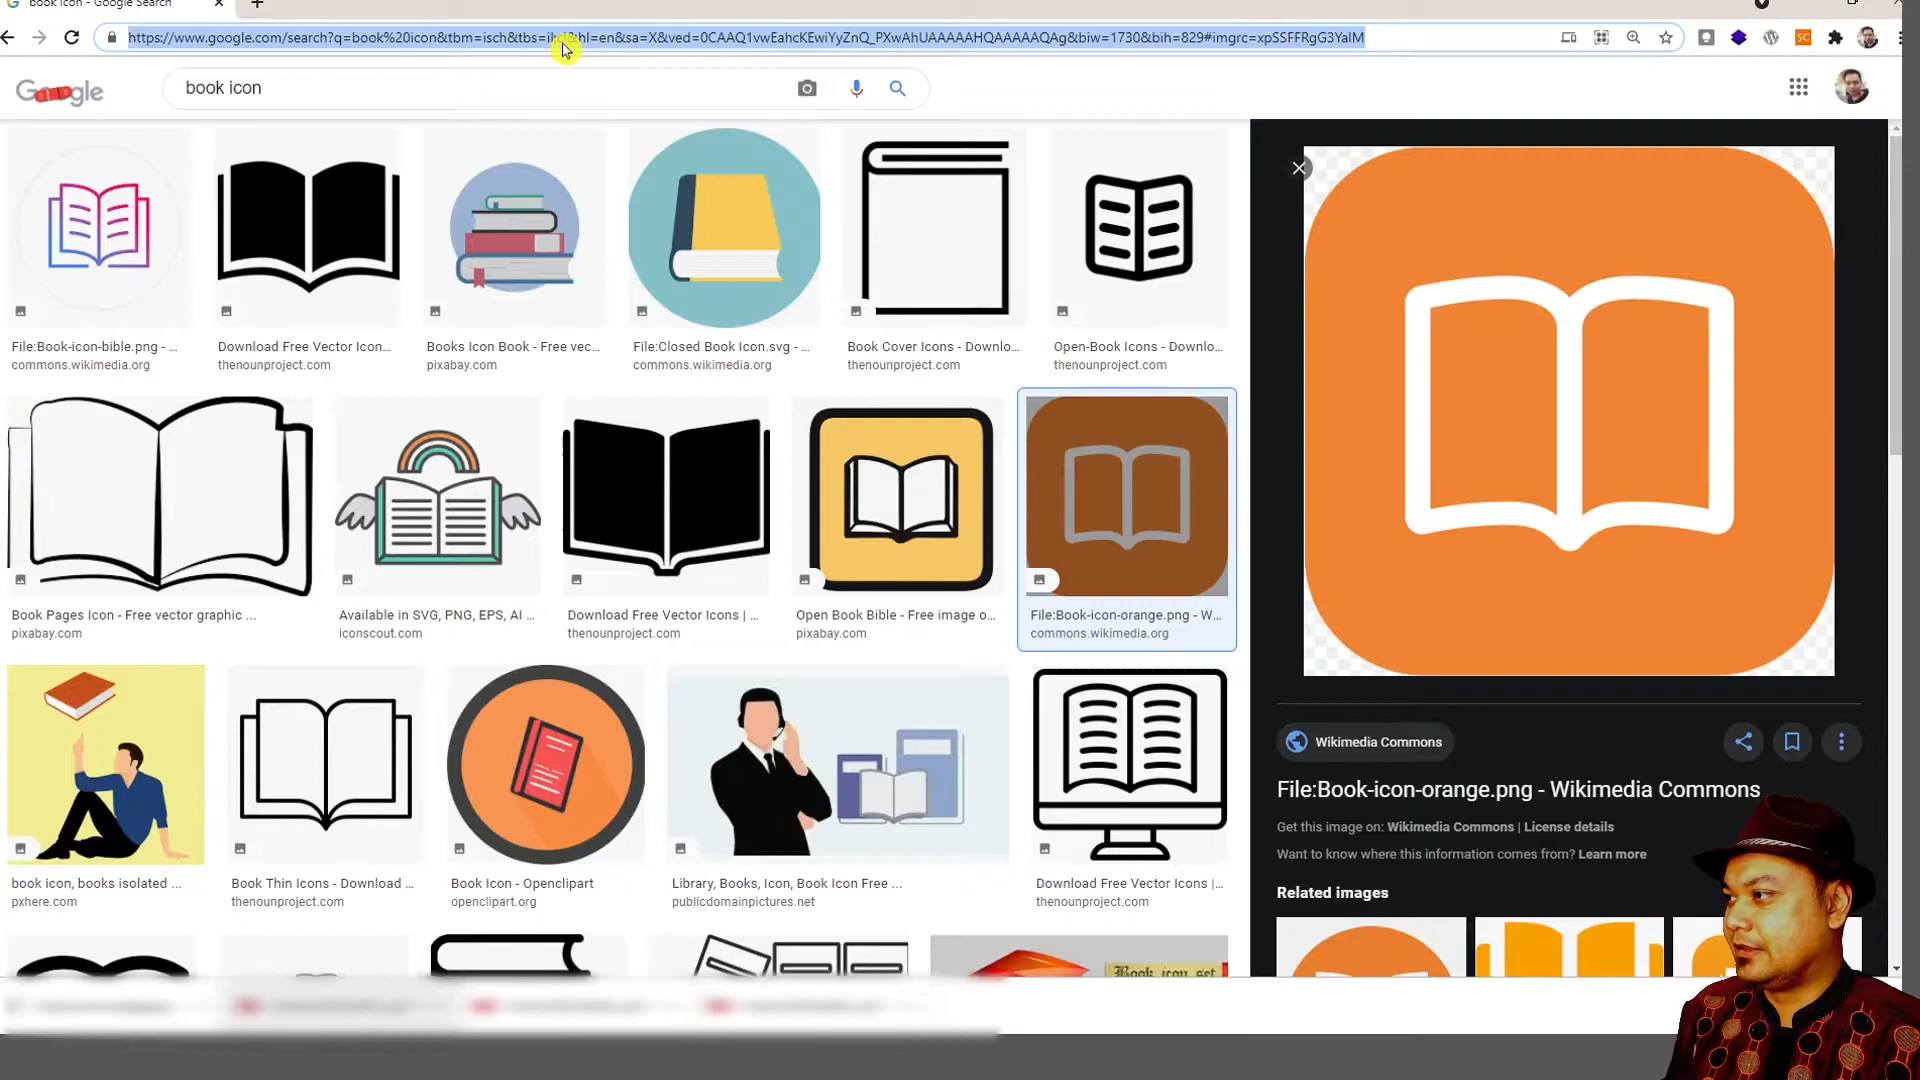 book icon - Google Search
https://www.google.com/search?q=book%20icon&tbm=isch&tbs=ikd&hl=en&sa=X&ved=0CAAQ1vwEahcKEwiYyZnQ_PXwAhUAAAAAHQAAAAAQAg&biw=1730&bih=829#imgrc=xpSSFFRgG3YaIM
Google
book icon
File:Book-icon-bible.png - ...
commons.wikimedia.org
Download Free Vector Icon...
thenounproject.com
Books Icon Book - Free vec...
pixabay.com
File:Closed Book Icon.svg - ...
commons.wikimedia.org
Book Cover Icons - Downlo...
thenounproject.com
Open-Book Icons - Downlo...
thenounproject.com
Book Pages Icon - Free vector graphic ...
pixabay.com
Available in SVG, PNG, EPS, AI ...
iconscout.com
Download Free Vector Icons | ...
thenounproject.com
Open Book Bible - Free image o...
pixabay.com
File:Book-icon-orange.png - W...
commons.wikimedia.org
book icon, books isolated ...
pxhere.com
Book Thin Icons - Download ...
thenounproject.com
Book Icon - Openclipart
openclipart.org
Library, Books, Icon, Book Icon Free ...
publicdomainpictures.net
Download Free Vector Icons |...
thenounproject.com
Book icon set
Wikimedia Commons
File:Book-icon-orange.png - Wikimedia Commons
Get this image on: Wikimedia Commons | License details
Want to know where this information comes from? Learn more
Related images
SC